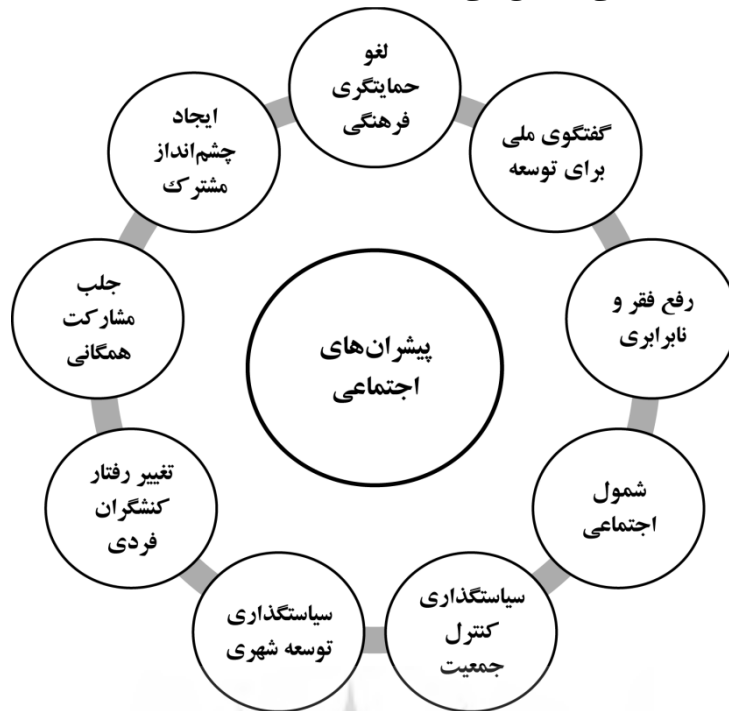 لغو
حمایتگری
فرهنگی
گفتگوی ملی
برای توسعه
رفع فقر و
نابرابری
شمول
اجتماعی
سیاستگذاری
کنترل
جمعیت
سیاستگذاری
توسعه شهری
تغییر رفتار
کنشگران
فردی
جلب
مشارکت
همگانی
ایجاد
چشم‌انداز
مشترک
پیشران‌های
اجتماعی